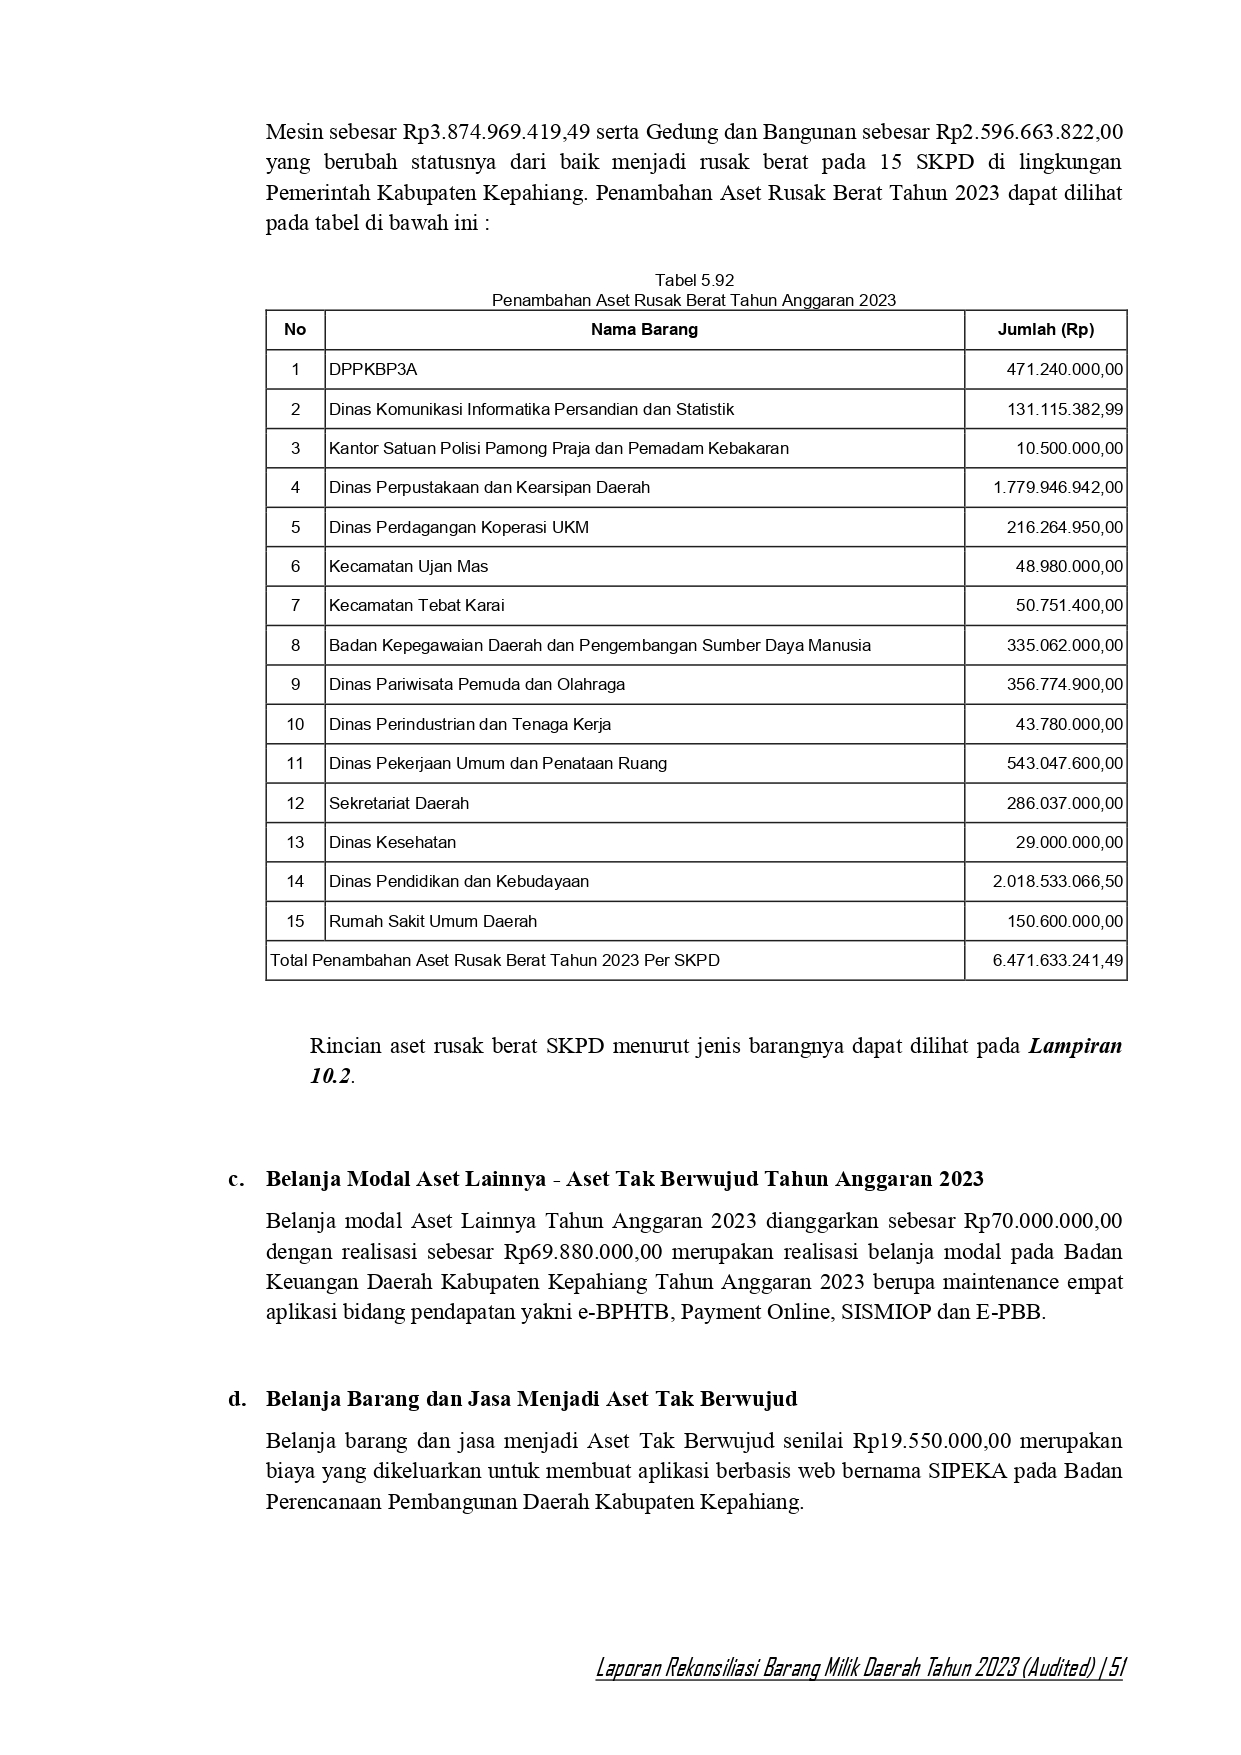 Mesin sebesar Rp3.874.969.419,49 serta Gedung dan Bangunan sebesar Rp2.596.663.822,00
yang berubah statusnya dari baik menjadi rusak berat pada 15 SKPD di lingkungan
Pemerintah Kabupaten Kepahiang. Penambahan Aset Rusak Berat Tahun 2023 dapat dilihat
pada tabel di bawah ini :
Tabel 5.92
Penambahan Aset Rusak Berat Tahun Anggaran 2023
No Nama Barang Jumlah (Rp)
1 DPPKBP3A 471.240.000,00
2 Dinas Komunikasi Informatika Persandian dan Statistik 131.115.382,99
3 Kantor Satuan Polisi Pamong Praja dan Pemadam Kebakaran 10.500.000,00
4 Dinas Perpustakaan dan Kearsipan Daerah 1.779.946.942,00
5 Dinas Perdagangan Koperasi UKM 216.264.950,00
6 Kecamatan Ujan Mas 48.980.000,00
7 Kecamatan Tebat Karai 50.751.400,00
8 Badan Kepegawaian Daerah dan Pengembangan Sumber Daya Manusia 335.062.000,00
9 Dinas Pariwisata Pemuda dan Olahraga 356.774.900,00
10 Dinas Perindustrian dan Tenaga Kerja 43.780.000,00
11 Dinas Pekerjaan Umum dan Penataan Ruang 543.047.600,00
12 Sekretariat Daerah 286.037.000,00
13 Dinas Kesehatan 29.000.000,00
14 Dinas Pendidikan dan Kebudayaan 2.018.533.066,50
15 Rumah Sakit Umum Daerah 150.600.000,00
Total Penambahan Aset Rusak Berat Tahun 2023 Per SKPD 6.471.633.241,49
Rincian aset rusak berat SKPD menurut jenis barangnya dapat dilihat pada Lampiran
10.2.
c. Belanja Modal Aset Lainnya - Aset Tak Berwujud Tahun Anggaran 2023
Belanja modal Aset Lainnya Tahun Anggaran 2023 dianggarkan sebesar Rp70.000.000,00
dengan realisasi sebesar Rp69.880.000,00 merupakan realisasi belanja modal pada Badan
Keuangan Daerah Kabupaten Kepahiang Tahun Anggaran 2023 berupa maintenance empat
aplikasi bidang pendapatan yakni e-BPHTB, Payment Online, SISMIOP dan E-PBB.
d. Belanja Barang dan Jasa Menjadi Aset Tak Berwujud
Belanja barang dan jasa menjadi Aset Tak Berwujud senilai Rp19.550.000,00 merupakan
biaya yang dikeluarkan untuk membuat aplikasi berbasis web bernama SIPEKA pada Badan
Perencanaan Pembangunan Daerah Kabupaten Kepahiang.
Laporan Rekonsiliasi Barang Milik Daerah Tahun 2023 (Audited) | 51